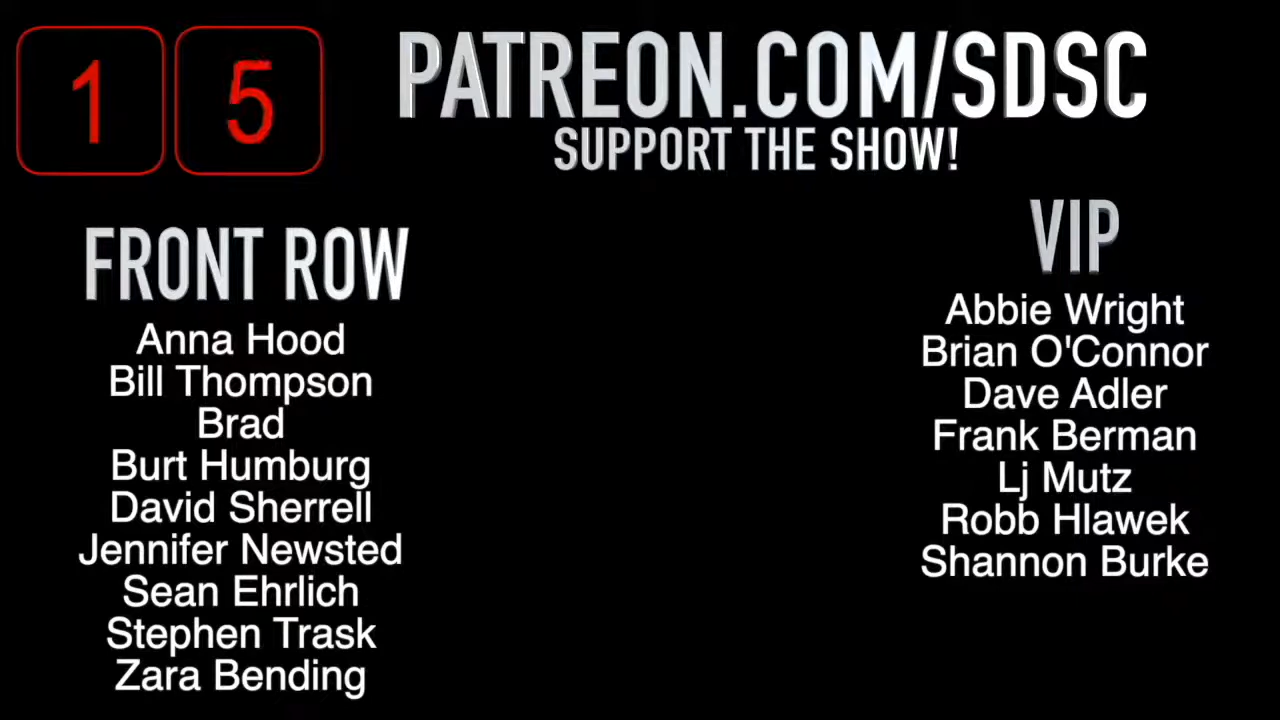 1 5
PATREON.COM/SDSC
SUPPORT THE SHOW!
FRONT ROW
Anna Hood
Bill Thompson
Brad
Burt Humburg
David Sherrell
Jennifer Newsted
Sean Ehrlich
Stephen Trask
Zara Bending
VIP
Abbie Wright
Brian O'Connor
Dave Adler
Frank Berman
Lj Mutz
Robb Hlawek
Shannon Burke